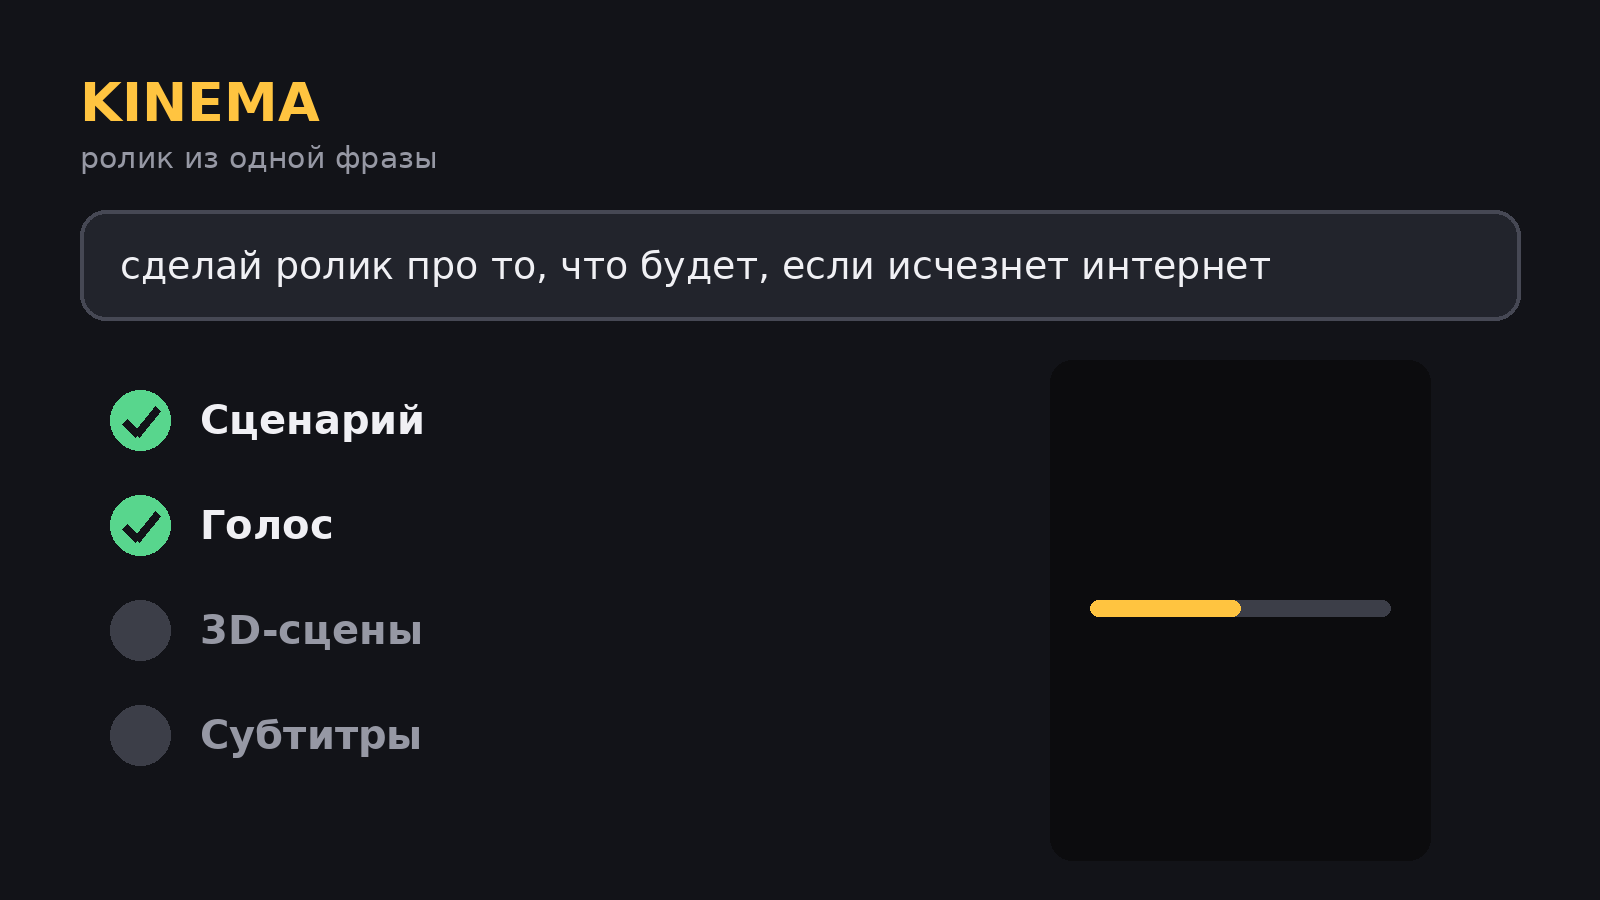 KINEMA
ролик из одной фразы
сделай ролик про то, что будет, если исчезнет интернет
Сценарий
Голос
3D-сцены
Субтитры